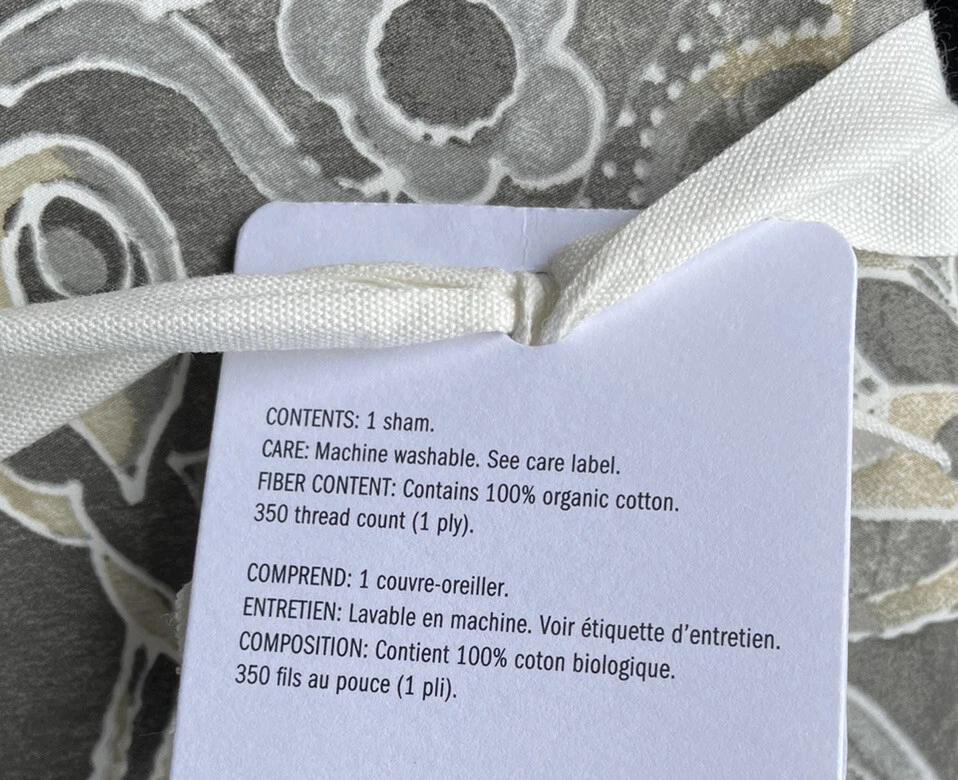 CONTENTS: 1 sham.
CARE: Machine washable. See care label.
FIBER CONTENT: Contains 100% organic cotton.
350 thread count (1 ply).
COMPREND: 1 couvre-oreiller.
ENTRETIEN: Lavable en machine. Voir étiquette d'entretien.
COMPOSITION: Contient 100% coton biologique.
350 fils au pouce (1 pli).